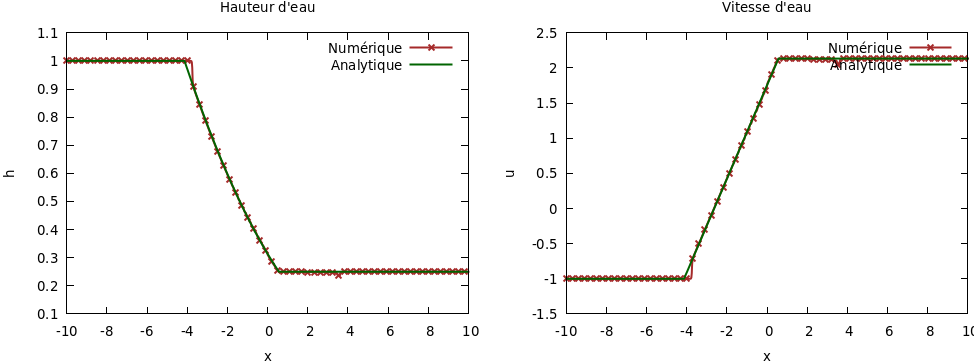 Hauteur d'eau
1.1
1
0.9
0.8
0.7
0.6
0.5
0.4
0.3
0.2
0.1
h
Numérique
Analytique
-10 -8 -6 -4 -2 0 2 4 6 8 10
x
Vitesse d'eau
2.5
2
1.5
1
0.5
0
-0.5
-1
-1.5
u
Numérique
Analytique
-10 -8 -6 -4 -2 0 2 4 6 8 10
x